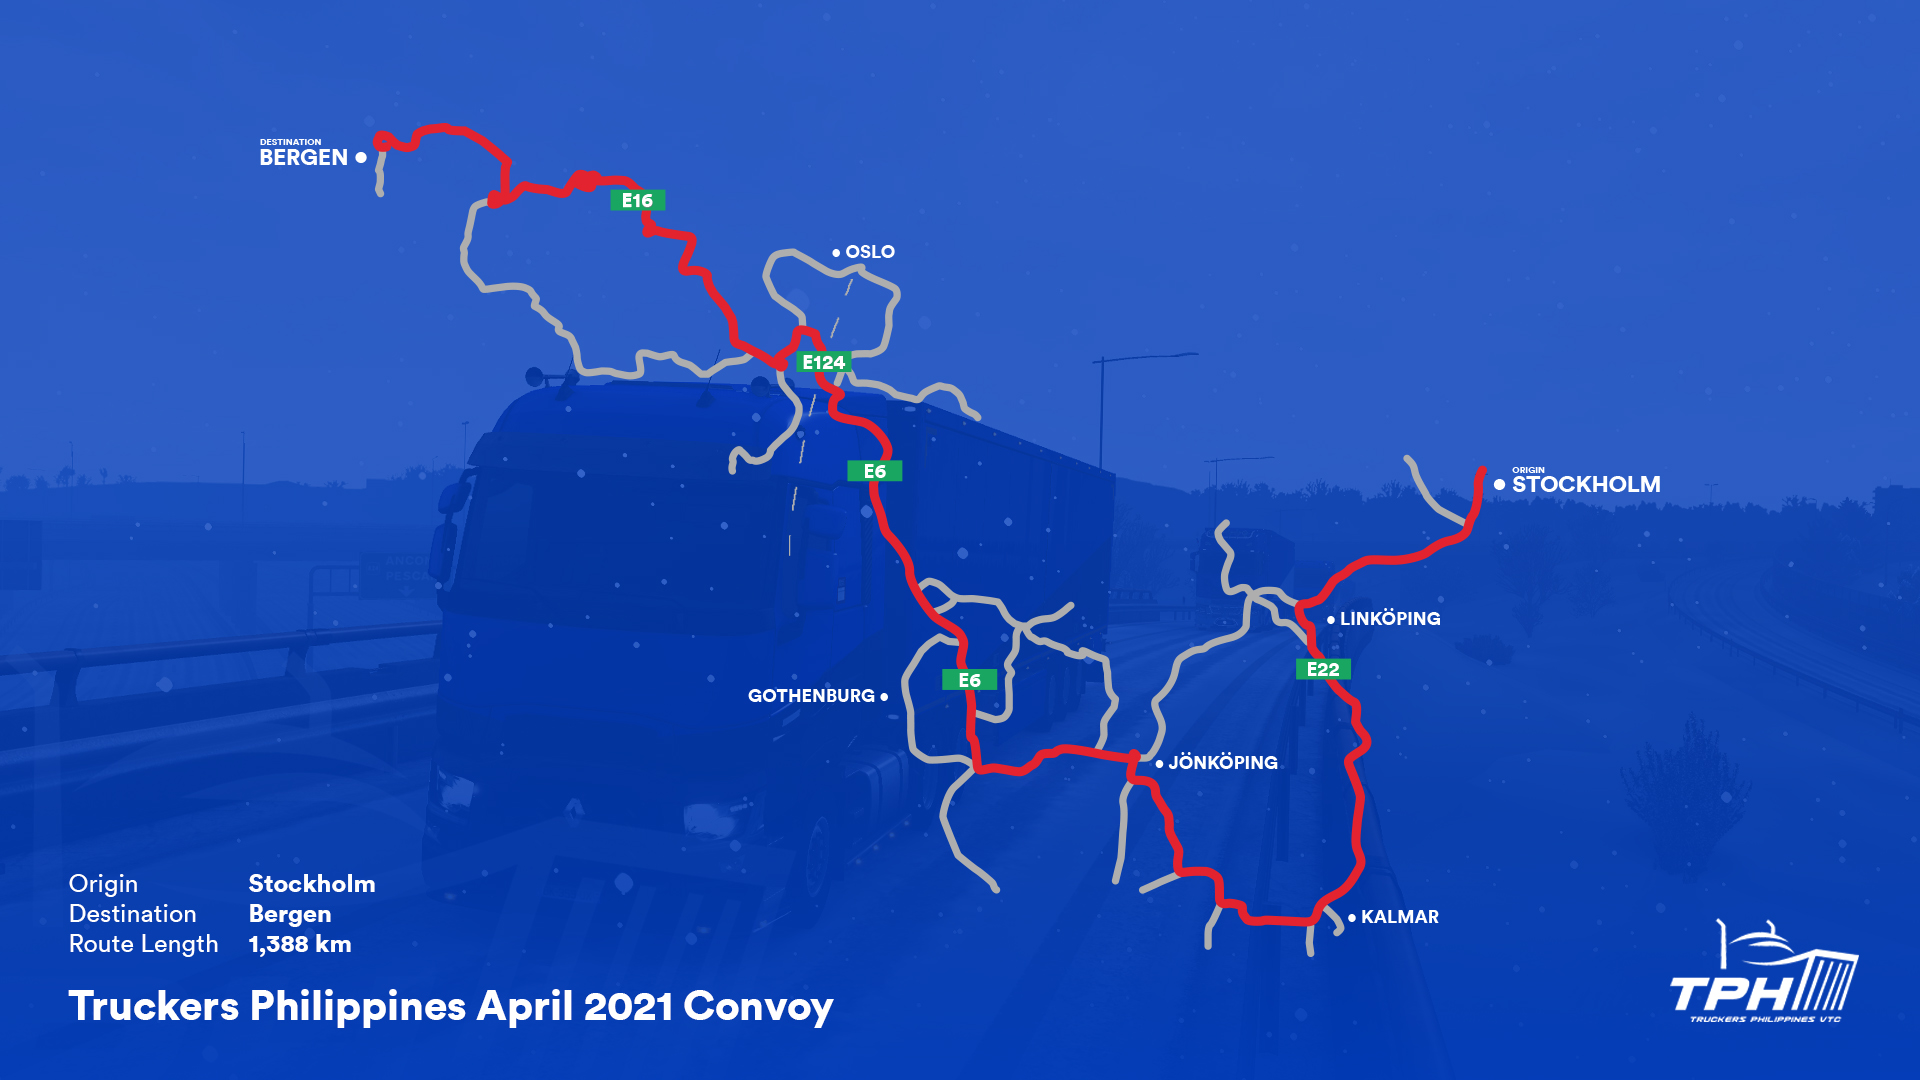 DESTINATION
BERGEN
OSLO
E16
E124
E6
ORIGIN
STOCKHOLM
LINKÖPING
E22
E6
GOTHENBURG
JÖNKÖPING
KALMAR
Origin Stockholm
Destination Bergen
Route Length 1,388 km
Truckers Philippines April 2021 Convoy
TPH
TRUCKERS PHILIPPINES VTC